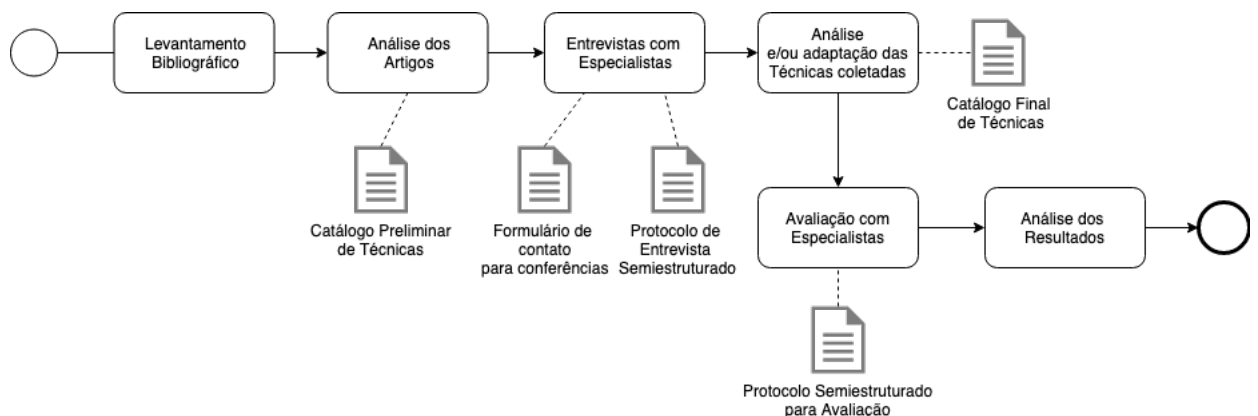 Levantamento
Bibliográfico
Análise dos
Artigos
Entrevistas com
Especialistas
Análise
e/ou adaptação das
Técnicas coletadas
Catálogo Final
de Técnicas
Catálogo Preliminar
de Técnicas
Formulário de
contato
para conferências
Protocolo de
Entrevista
Semiestruturado
Avaliação com
Especialistas
Análise dos
Resultados
Protocolo Semiestruturado
para Avaliação